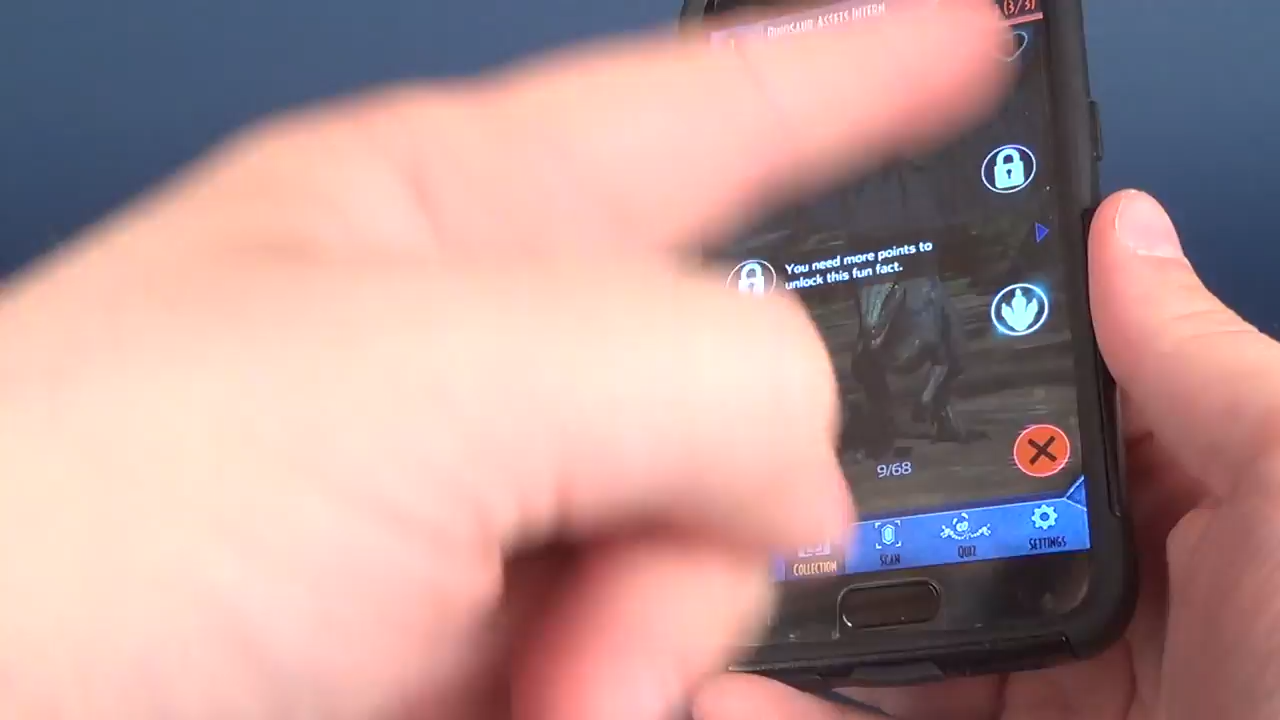 DINOSAUR ASSETS INTERN
(3/3)
You need more points to
unlock this fun fact.
9/68
COLLECTION
SCAN
QUIZ
SETTINGS